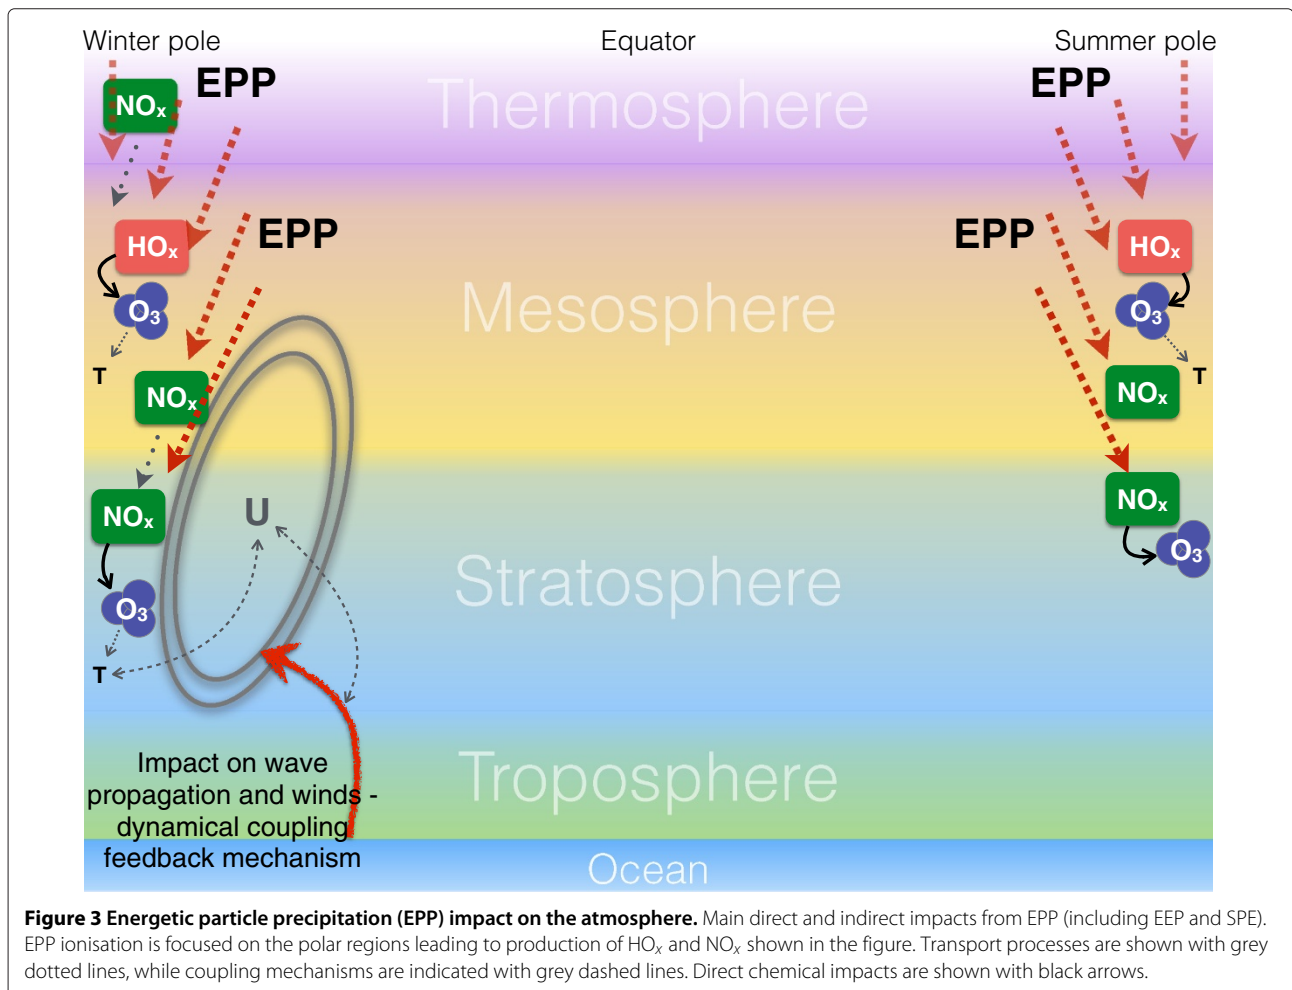 Winter pole
Equator
Summer pole
Thermosphere
EPP
EPP
NOx
HOx
HOx
EPP
EPP
Mesosphere
O3
O3
T
T
NOx
NOx
NOx
U
NOx
O3
Stratosphere
O3
T
Troposphere
Impact on wave
propagation and winds -
dynamical coupling
feedback mechanism
Ocean
Figure 3 Energetic particle precipitation (EPP) impact on the atmosphere. Main direct and indirect impacts from EPP (including EEP and SPE).
EPP ionisation is focused on the polar regions leading to production of HOx and NOx shown in the figure. Transport processes are shown with grey
dotted lines, while coupling mechanisms are indicated with grey dashed lines. Direct chemical impacts are shown with black arrows.